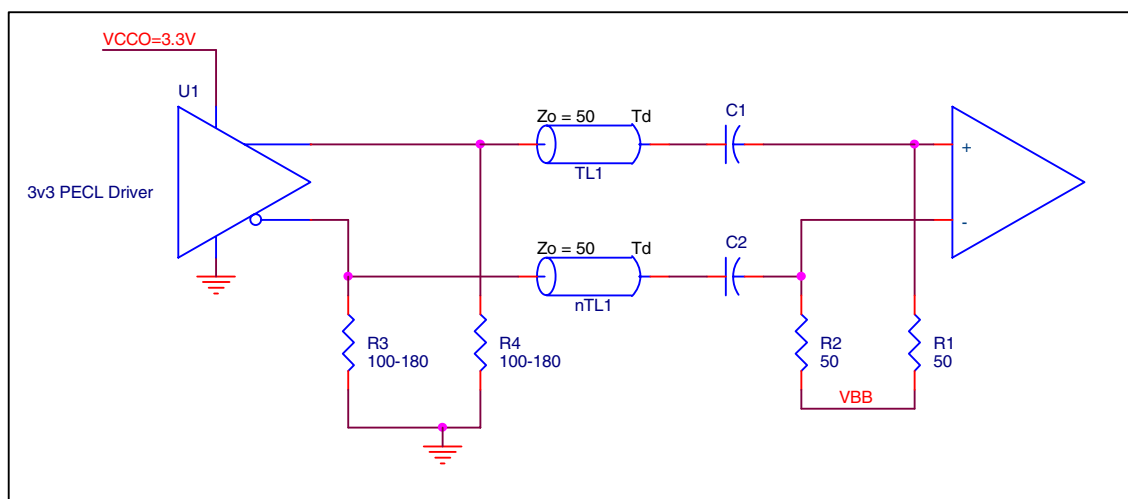 VCCO=3.3V
U1
3v3 PECL Driver
Zo = 50 Td
TL1
C1
+
-
Zo = 50 Td
nTL1
C2
R3
100-180
R4
100-180
R2
50
R1
50
VBB